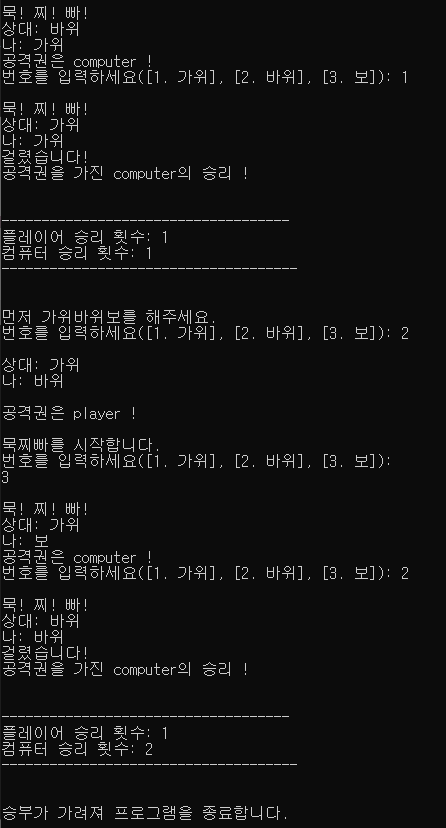 묵! 찌! 빠!
상대: 바위
나: 가위
공격권은 computer !
번호를 입력하세요([1. 가위], [2. 바위], [3. 보]): 1
묵! 찌! 빠!
상대: 가위
나: 가위
걸렸습니다!
공격권을 가진 computer의 승리 !
------------------------------------
플레이어 승리 횟수: 1
컴퓨터 승리 횟수: 1
-------------------------------------
먼저 가위바위보를 해주세요.
번호를 입력하세요([1. 가위], [2. 바위], [3. 보]): 2
상대: 가위
나: 바위
공격권은 player !
묵찌빠를 시작합니다.
번호를 입력하세요([1. 가위], [2. 바위], [3. 보]):
3
묵! 찌! 빠!
상대: 가위
나: 보
공격권은 computer !
번호를 입력하세요([1. 가위], [2. 바위], [3. 보]): 2
묵! 찌! 빠!
상대: 바위
나: 바위
걸렸습니다!
공격권을 가진 computer의 승리 !
------------------------------------
플레이어 승리 횟수: 1
컴퓨터 승리 횟수: 2
-------------------------------------
승부가 가려져 프로그램을 종료합니다.